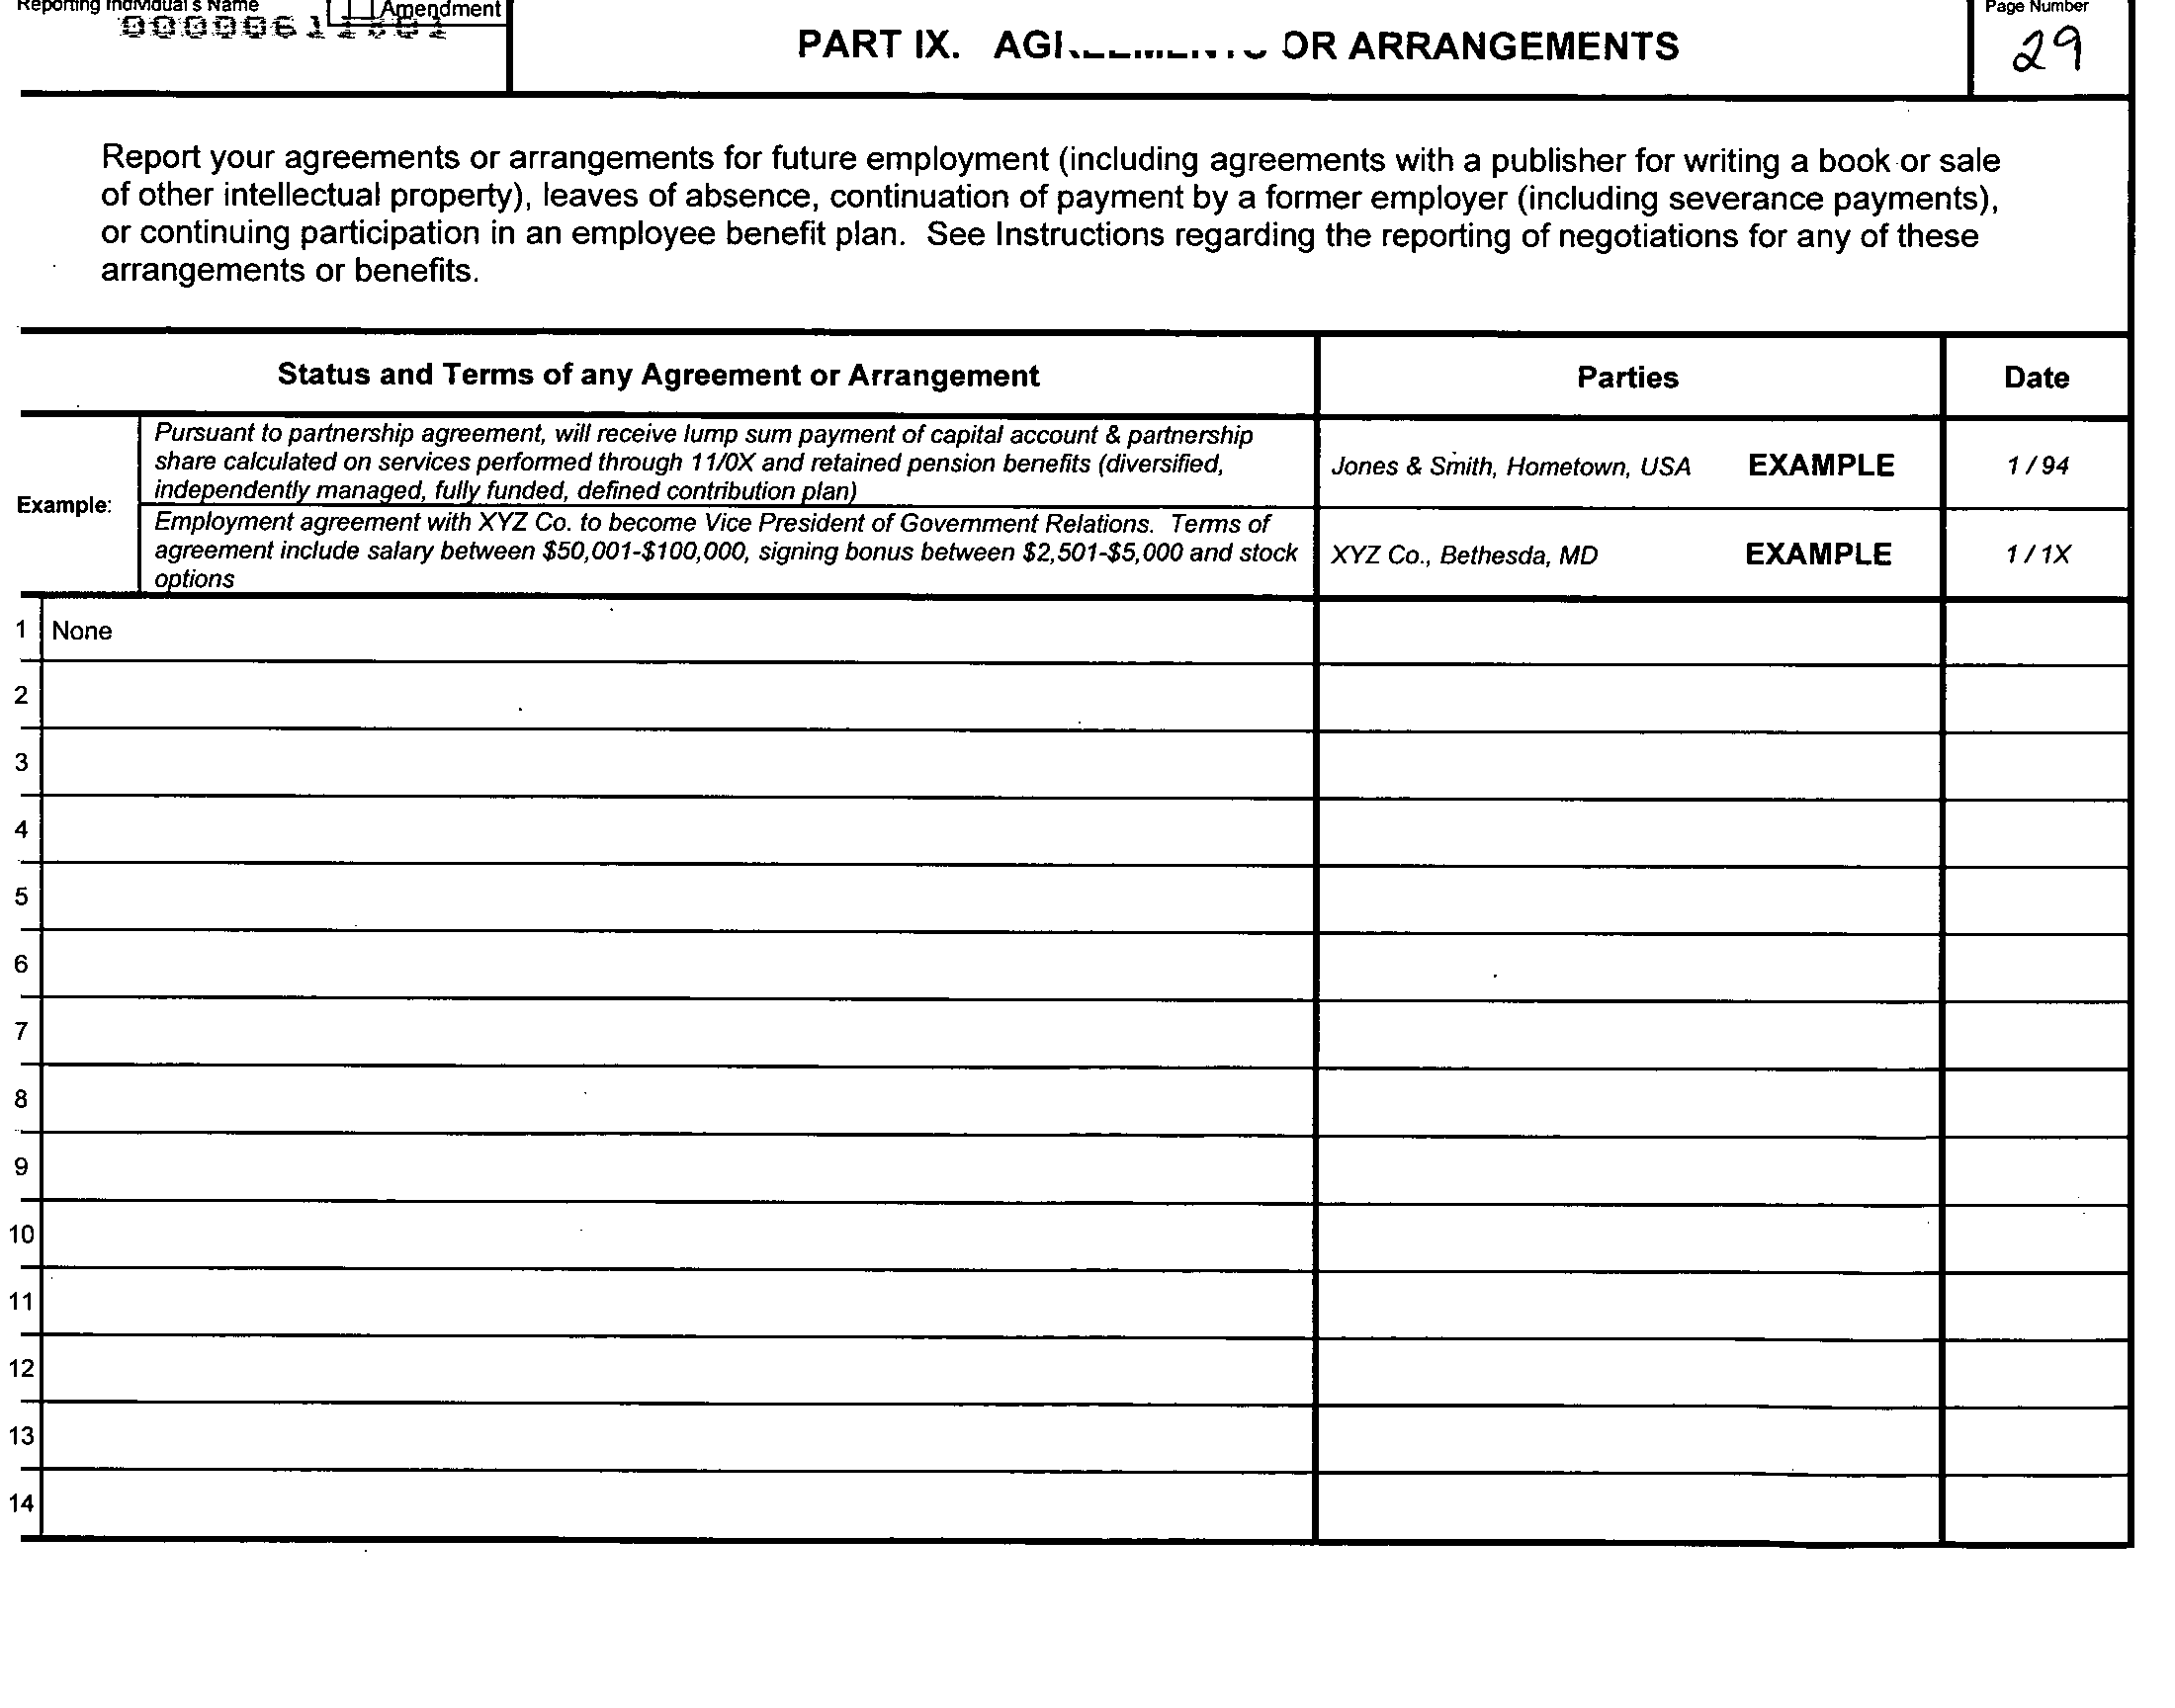 Reporting Individual's Name
Amendment
PART IX. OR ARRANGEMENTS
Page Number
29
Report your agreements or arrangements for future employment (including agreements with a publisher for writing a book or sale
of other intellectual property), leaves of absence, continuation of payment by a former employer (including severance payments),
or continuing participation in an employee benefit plan. See Instructions regarding the reporting of negotiations for any of these
arrangements or benefits.
Status and Terms of any Agreement or Arrangement
Parties
Date
Example:
Pursuant to partnership agreement, will receive lump sum payment of capital account & partnership
share calculated on services performed through 11/0X and retained pension benefits (diversified,
independently managed, fully funded, defined contribution plan)
Jones & Smith, Hometown, USA EXAMPLE
1 / 94
Employment agreement with XYZ Co. to become Vice President of Government Relations. Terms of
agreement include salary between $50,001-$100,000, signing bonus between $2,501-$5,000 and stock
options
XYZ Co., Bethesda, MD EXAMPLE
1 / 1X
1 None
2
3
4
5
6
7
8
9
10
11
12
13
14